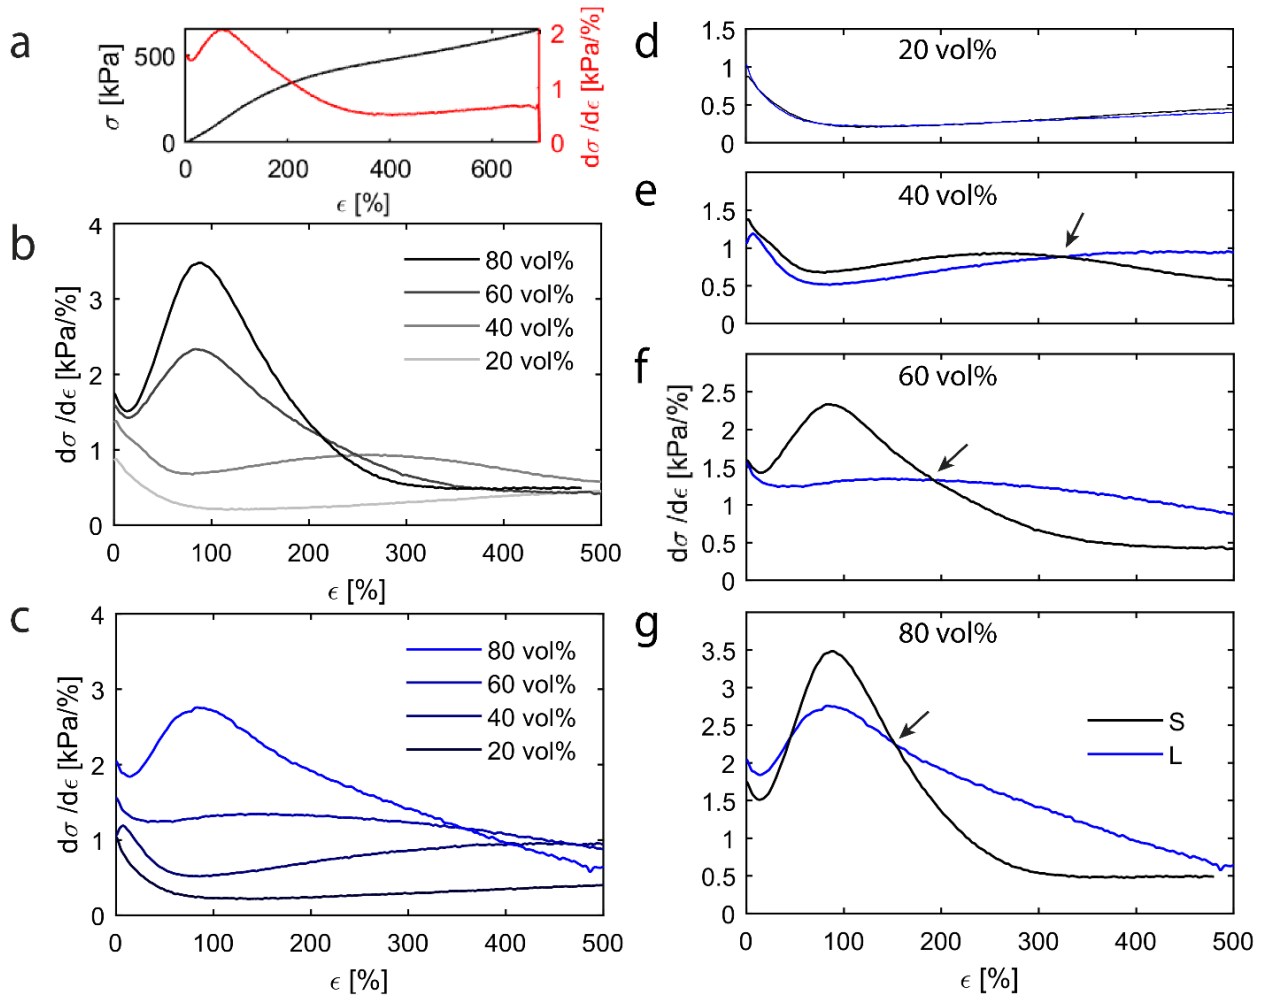 a
σ [kPa]
500
0
0
200
400
600
ϵ [%]
2
1
0
dσ /dϵ [kPa/%]
b
4
3
2
1
0
dσ /dϵ [kPa/%]
80 vol%
60 vol%
40 vol%
20 vol%
0
100
200
300
400
500
ϵ [%]
c
4
3
2
1
0
dσ /dϵ [kPa/%]
80 vol%
60 vol%
40 vol%
20 vol%
0
100
200
300
400
500
ϵ [%]
d
20 vol%
1.5
1
0.5
0
e
40 vol%
1.5
1
0.5
0
f
60 vol%
2.5
2
1.5
1
0.5
0
dσ /dϵ [kPa/%]
g
80 vol%
3.5
3
2.5
2
1.5
1
0.5
0
S
L
0
100
200
300
400
500
ϵ [%]